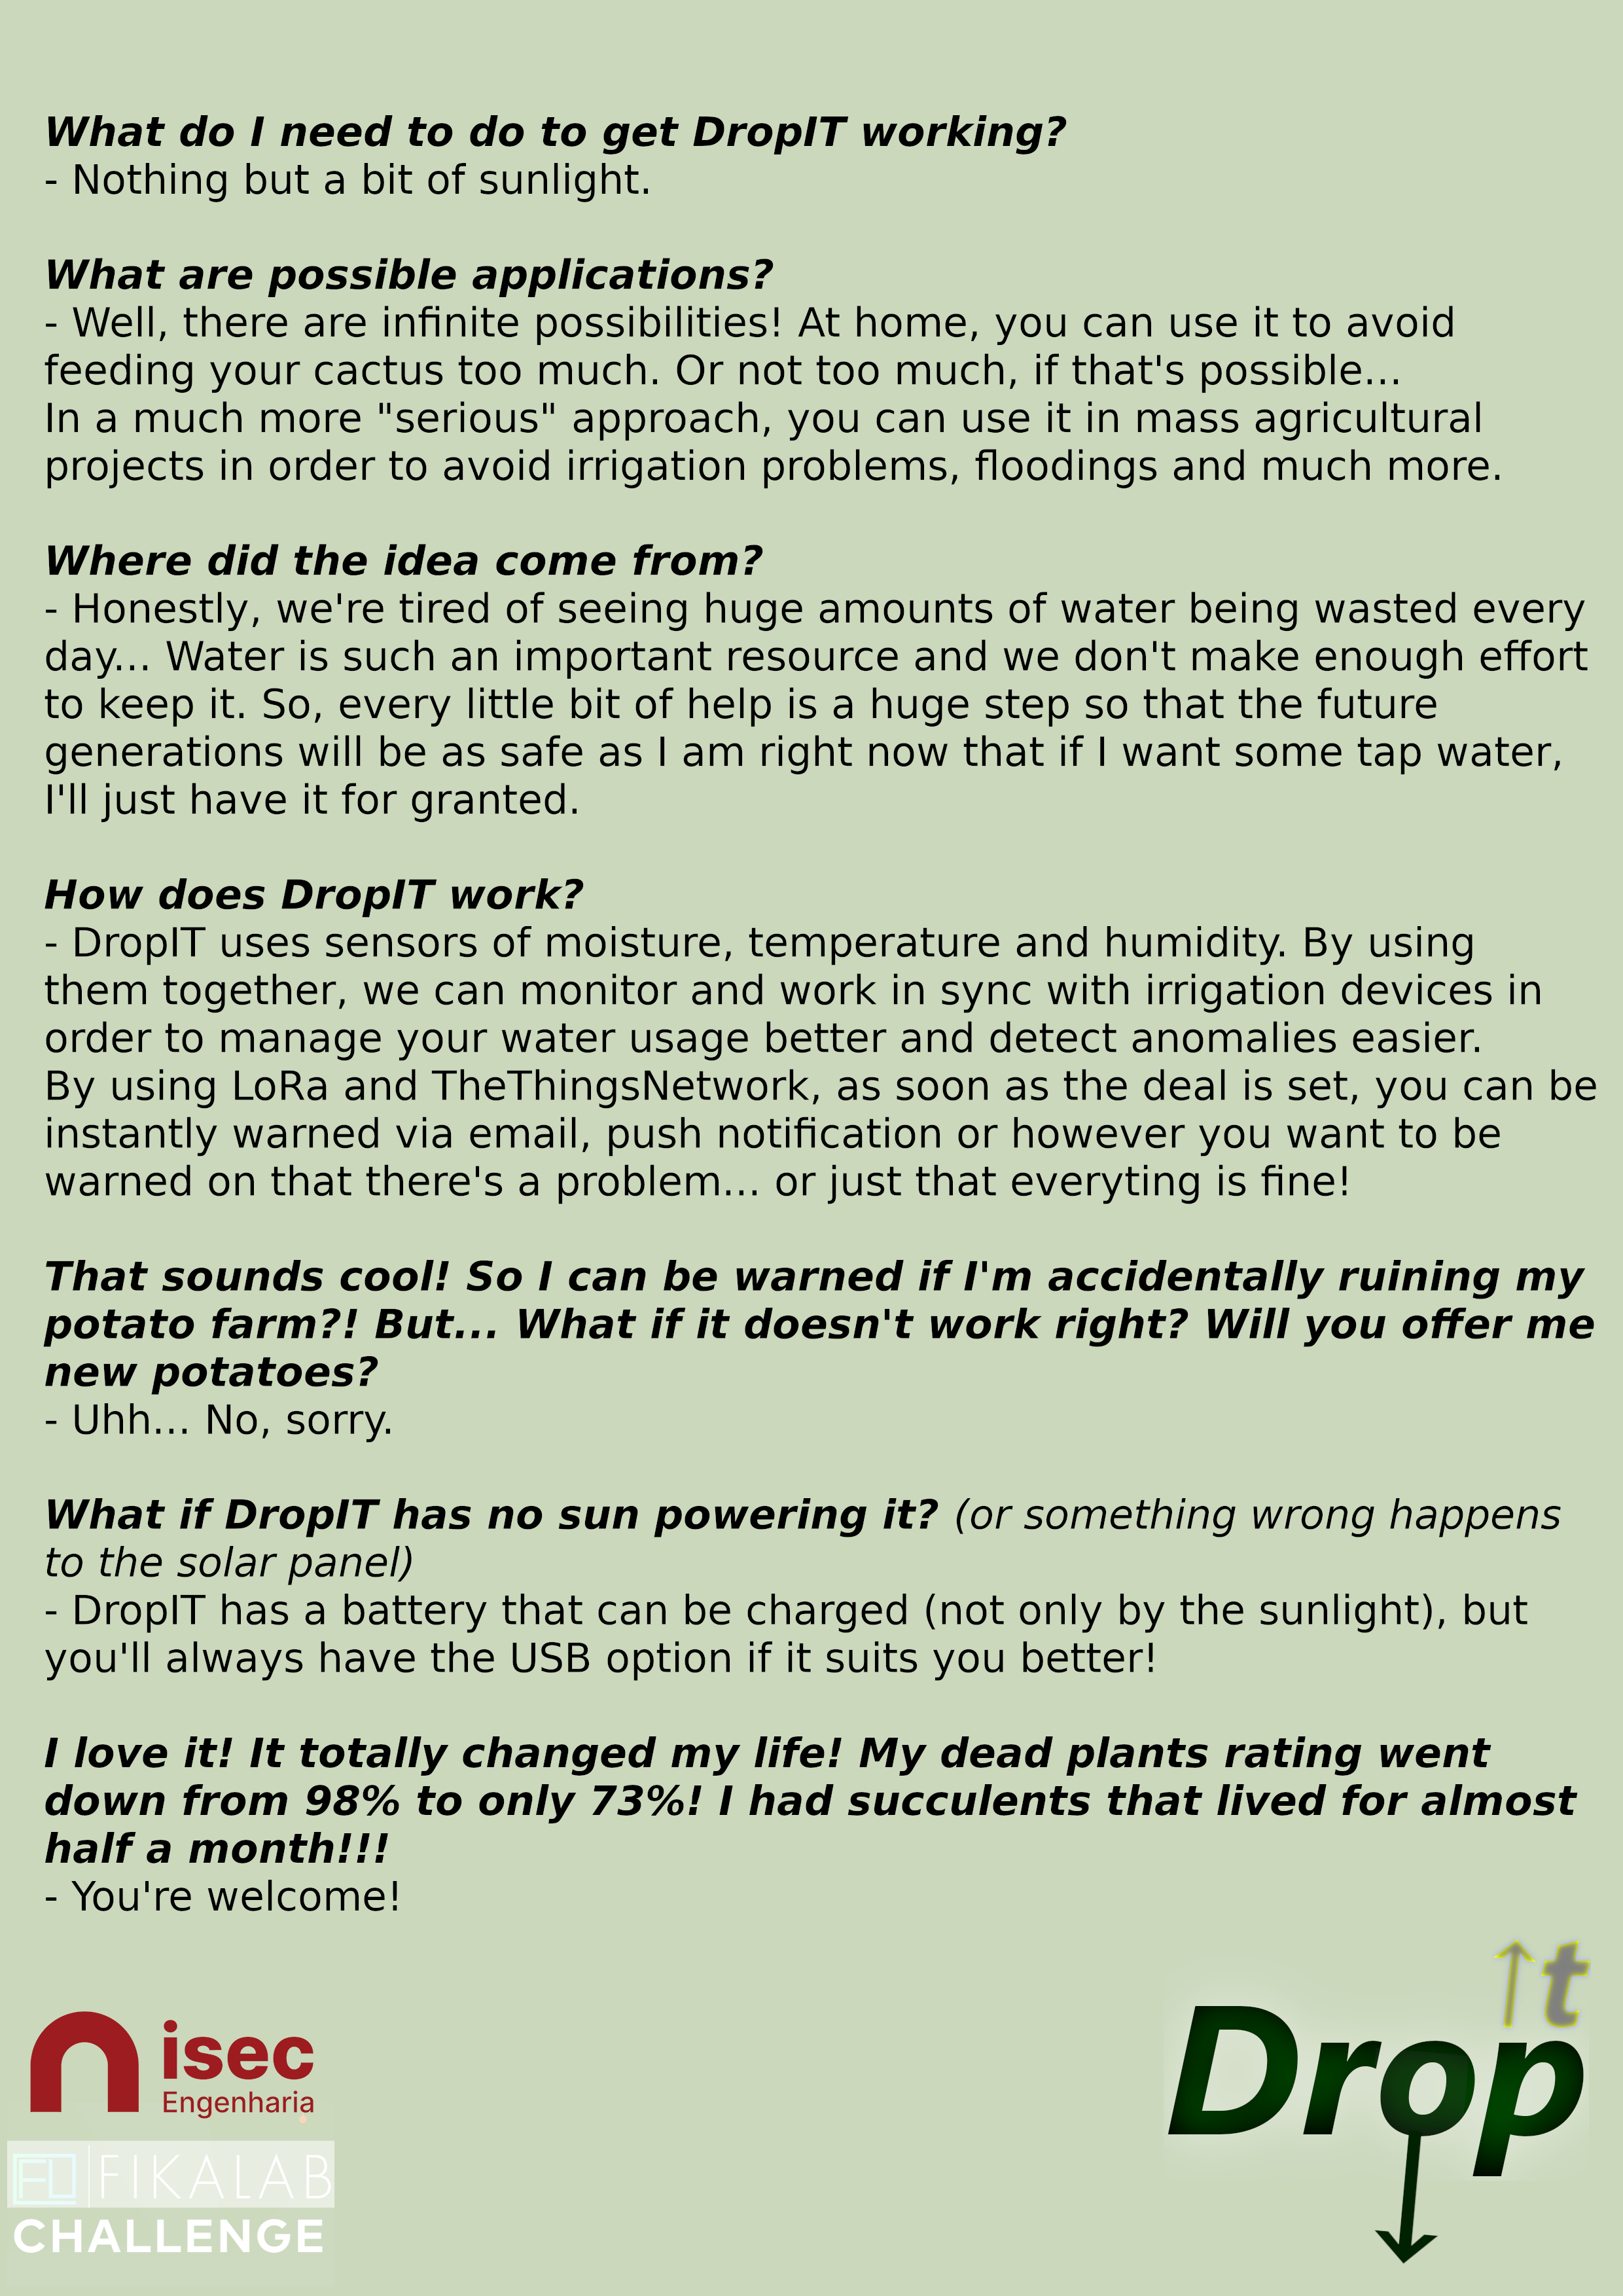 What do I need to do to get DropIT working?
- Nothing but a bit of sunlight.
What are possible applications?
- Well, there are infinite possibilities! At home, you can use it to avoid
feeding your cactus too much. Or not too much, if that's possible...
In a much more "serious" approach, you can use it in mass agricultural
projects in order to avoid irrigation problems, floodings and much more.
Where did the idea come from?
- Honestly, we're tired of seeing huge amounts of water being wasted every
day... Water is such an important resource and we don't make enough effort
to keep it. So, every little bit of help is a huge step so that the future
generations will be as safe as I am right now that if I want some tap water,
I'll just have it for granted.
How does DropIT work?
- DropIT uses sensors of moisture, temperature and humidity. By using
them together, we can monitor and work in sync with irrigation devices in
order to manage your water usage better and detect anomalies easier.
By using LoRa and TheThingsNetwork, as soon as the deal is set, you can be
instantly warned via email, push notification or however you want to be
warned on that there's a problem... or just that everyting is fine!
That sounds cool! So I can be warned if I'm accidentally ruining my
potato farm?! But... What if it doesn't work right? Will you offer me
new potatoes?
- Uhh... No, sorry.
What if DropIT has no sun powering it? (or something wrong happens
to the solar panel)
- DropIT has a battery that can be charged (not only by the sunlight), but
you'll always have the USB option if it suits you better!
I love it! It totally changed my life! My dead plants rating went
down from 98% to only 73%! I had succulents that lived for almost
half a month!!!
- You're welcome!
isec
Engenharia
FL FIKALAB
CHALLENGE
Drop
↑t